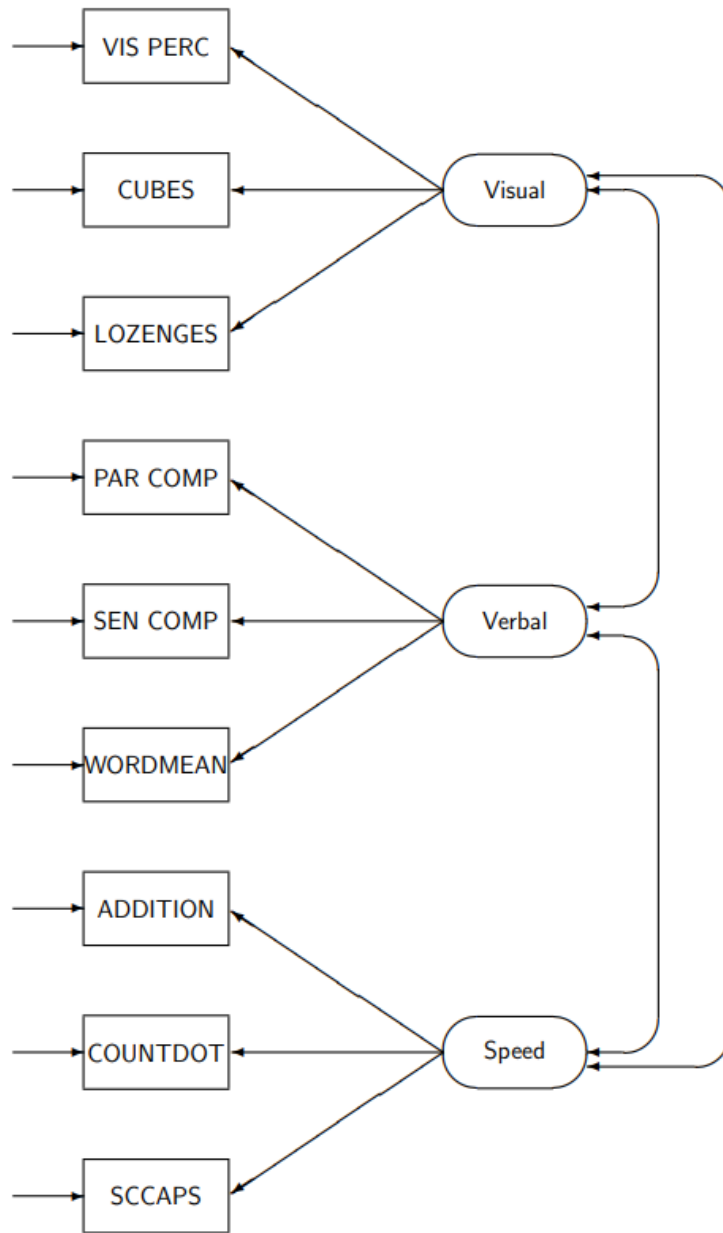 VIS PERC
CUBES
Visual
LOZENGES
PAR COMP
SEN COMP
Verbal
WORDMEAN
ADDITION
COUNTDOT
Speed
SCCAPS